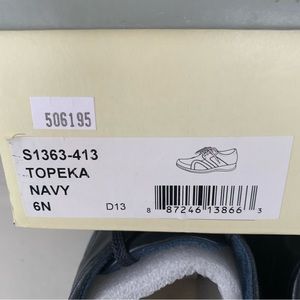 506195
S1363-413
TOPEKA
NAVY
6N
D13
8 87246 13866 3